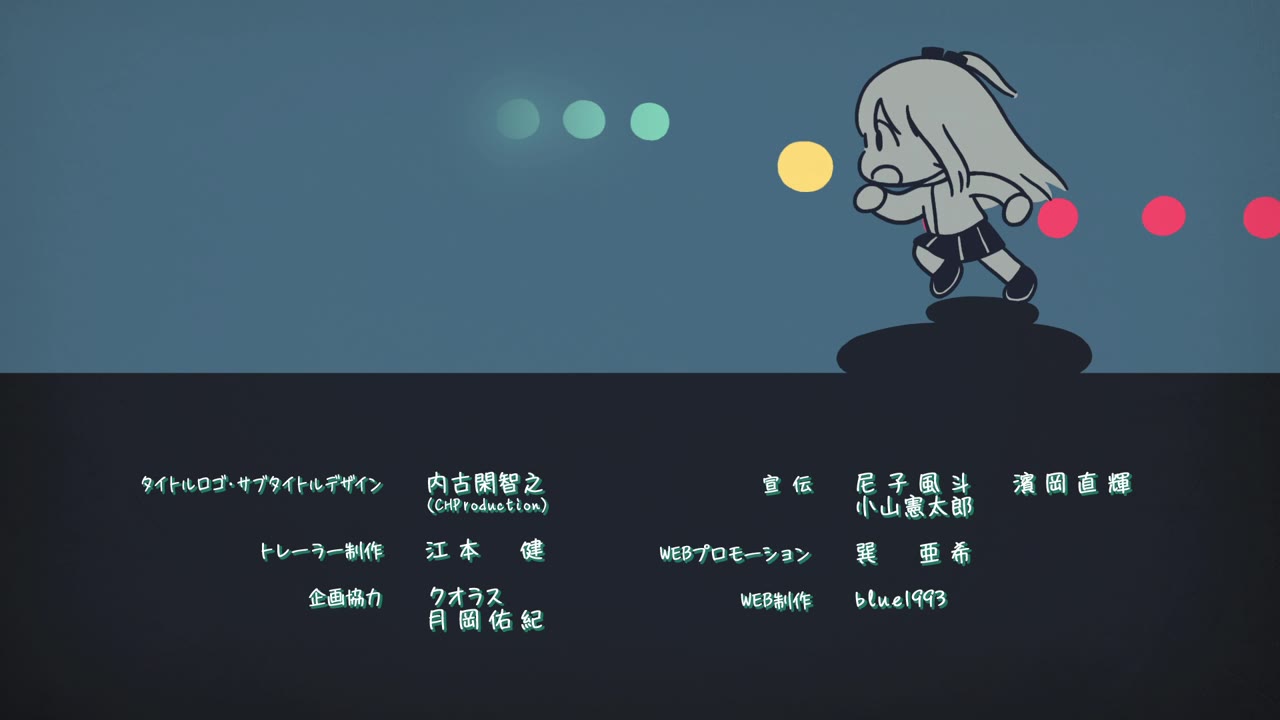 タイトルロゴ・サブタイトルデザイン 内古閑智之
(CHProduction)
トレーラー制作 江本 健
企画協力 クオラス
月岡佑紀
宣伝 尼子風斗 濱岡直輝
小山憲太郎
WEBプロモーション 巽 亜希
WEB制作 blue1993